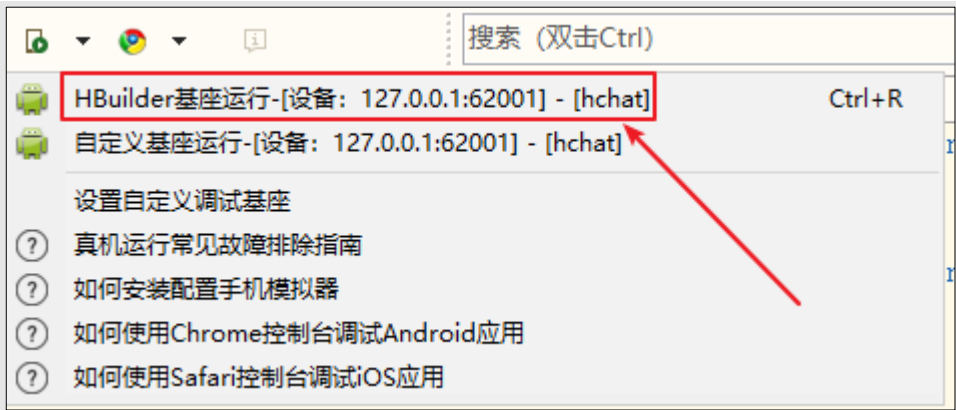 搜索 (双击Ctrl)
HBuilder基座运行-[设备：127.0.0.1:62001] - [hchat] Ctrl+R
自定义基座运行-[设备：127.0.0.1:62001] - [hchat]
设置自定义调试基座
真机运行常见故障排除指南
如何安装配置手机模拟器
如何使用Chrome控制台调试Android应用
如何使用Safari控制台调试iOS应用